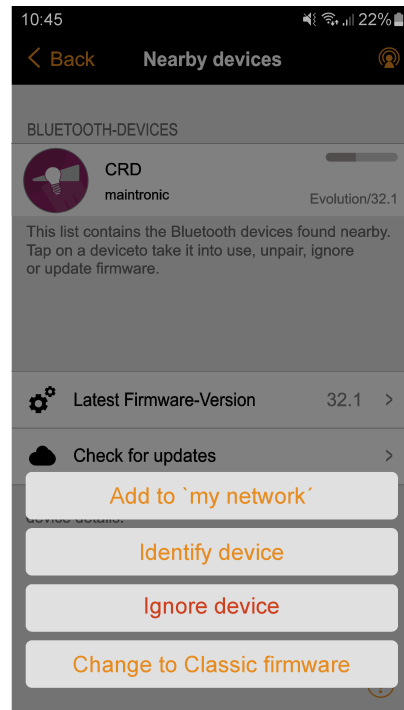 10:45 22%
Back Nearby devices
BLUETOOTH-DEVICES
CRD
maintronic
Evolution/32.1
This list contains the Bluetooth devices found nearby.
Tap on a deviceto take it into use, unpair, ignore
or update firmware.
Latest Firmware-Version 32.1
Check for updates
Add to `my network´
device details.
Identify device
Ignore device
Change to Classic firmware